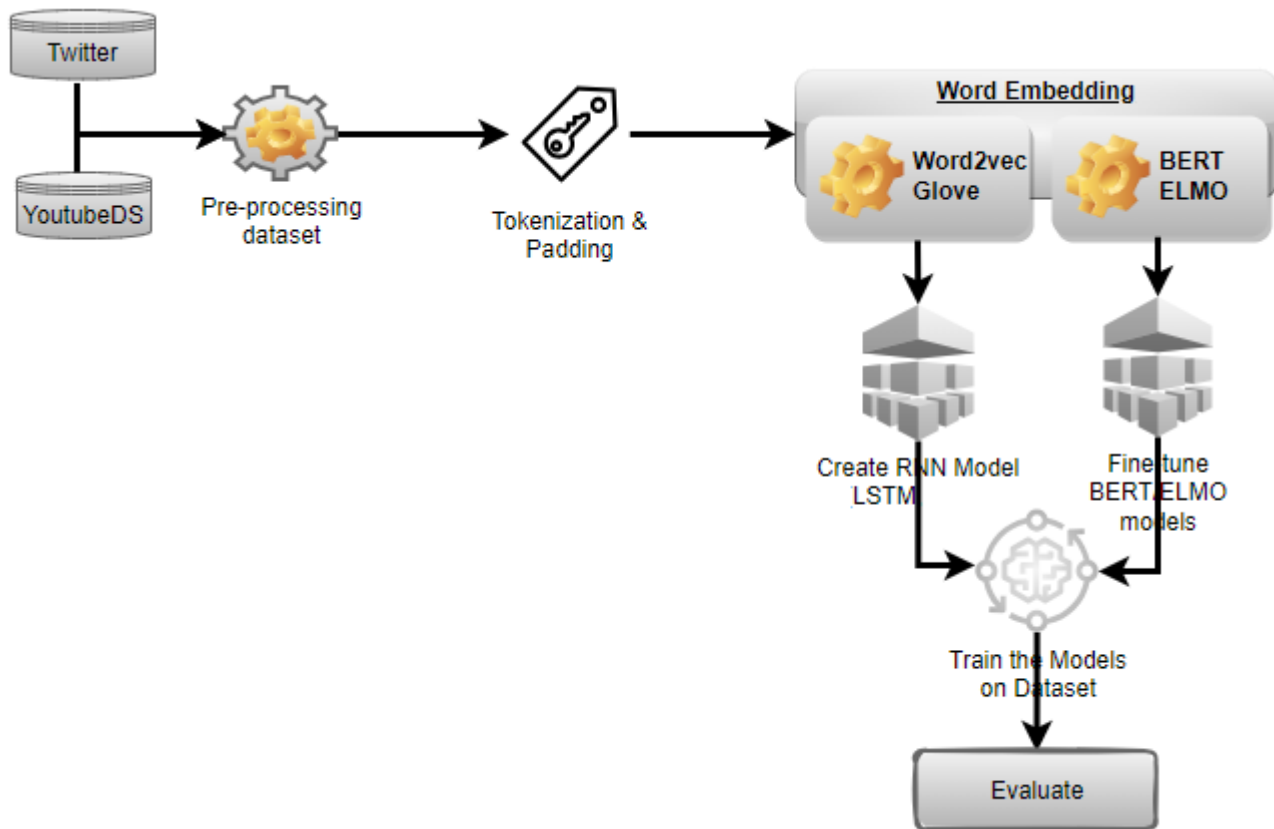 Twitter
YoutubeDS
Pre-processing
dataset
Tokenization &
Padding
Word Embedding
Word2vec
Glove
BERT
ELMO
Create RNN Model
LSTM
Fine tune
BERT/ELMO
models
Train the Models
on Dataset
Evaluate